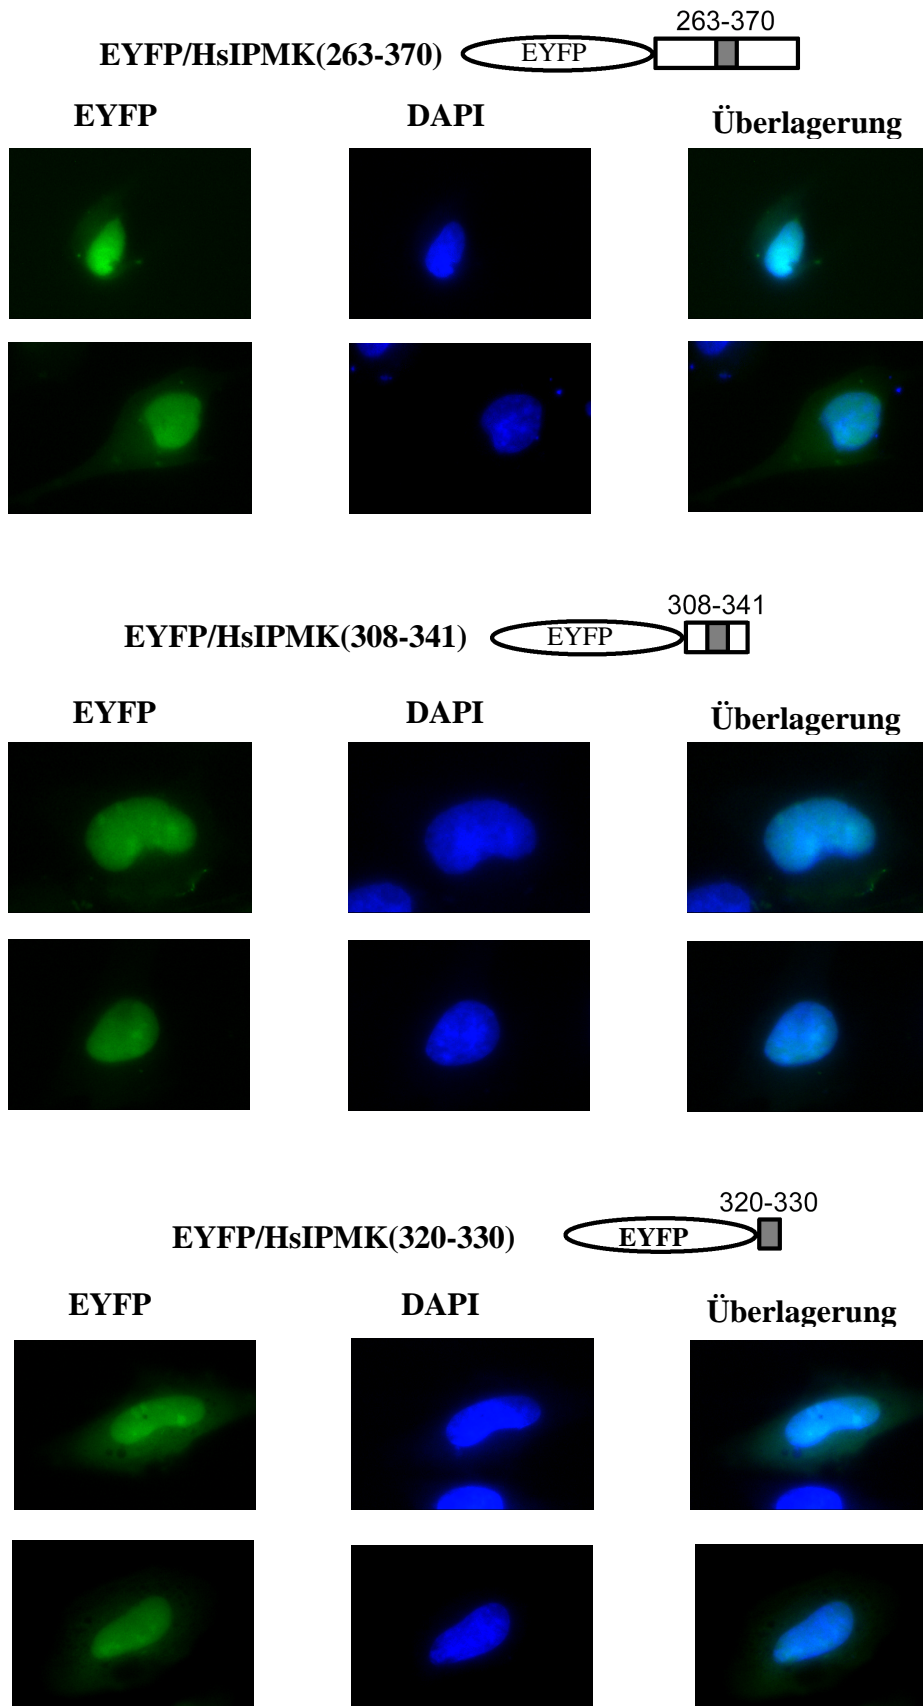 263-370
EYFP/HsIPMK(263-370) EYFP
EYFP DAPI Überlagerung
308-341
EYFP/HsIPMK(308-341) EYFP
EYFP DAPI Überlagerung
320-330
EYFP/HsIPMK(320-330) EYFP
EYFP DAPI Überlagerung